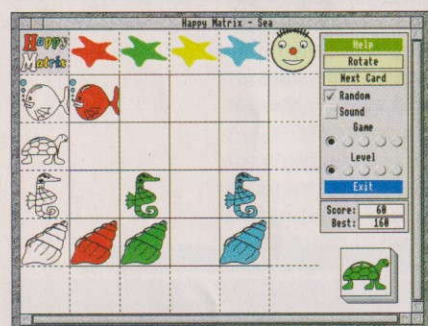 Happy Matrix - Sea
Happy
Matrix
Help
Rotate
Next Card
Random
Sound
Game
Level
Exit
Score: 60
Best: 160